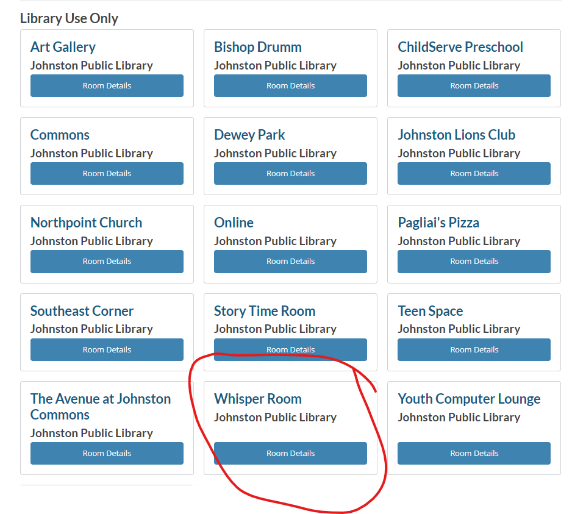 Library Use Only
Art Gallery
Johnston Public Library
Room Details
Bishop Drumm
Johnston Public Library
Room Details
ChildServe Preschool
Johnston Public Library
Room Details
Commons
Johnston Public Library
Room Details
Dewey Park
Johnston Public Library
Room Details
Johnston Lions Club
Johnston Public Library
Room Details
Northpoint Church
Johnston Public Library
Room Details
Online
Johnston Public Library
Room Details
Pagliai's Pizza
Johnston Public Library
Room Details
Southeast Corner
Johnston Public Library
Room Details
Story Time Room
Johnston Public Library
Room Details
Teen Space
Johnston Public Library
Room Details
The Avenue at Johnston
Commons
Johnston Public Library
Room Details
Whisper Room
Johnston Public Library
Room Details
Youth Computer Lounge
Johnston Public Library
Room Details